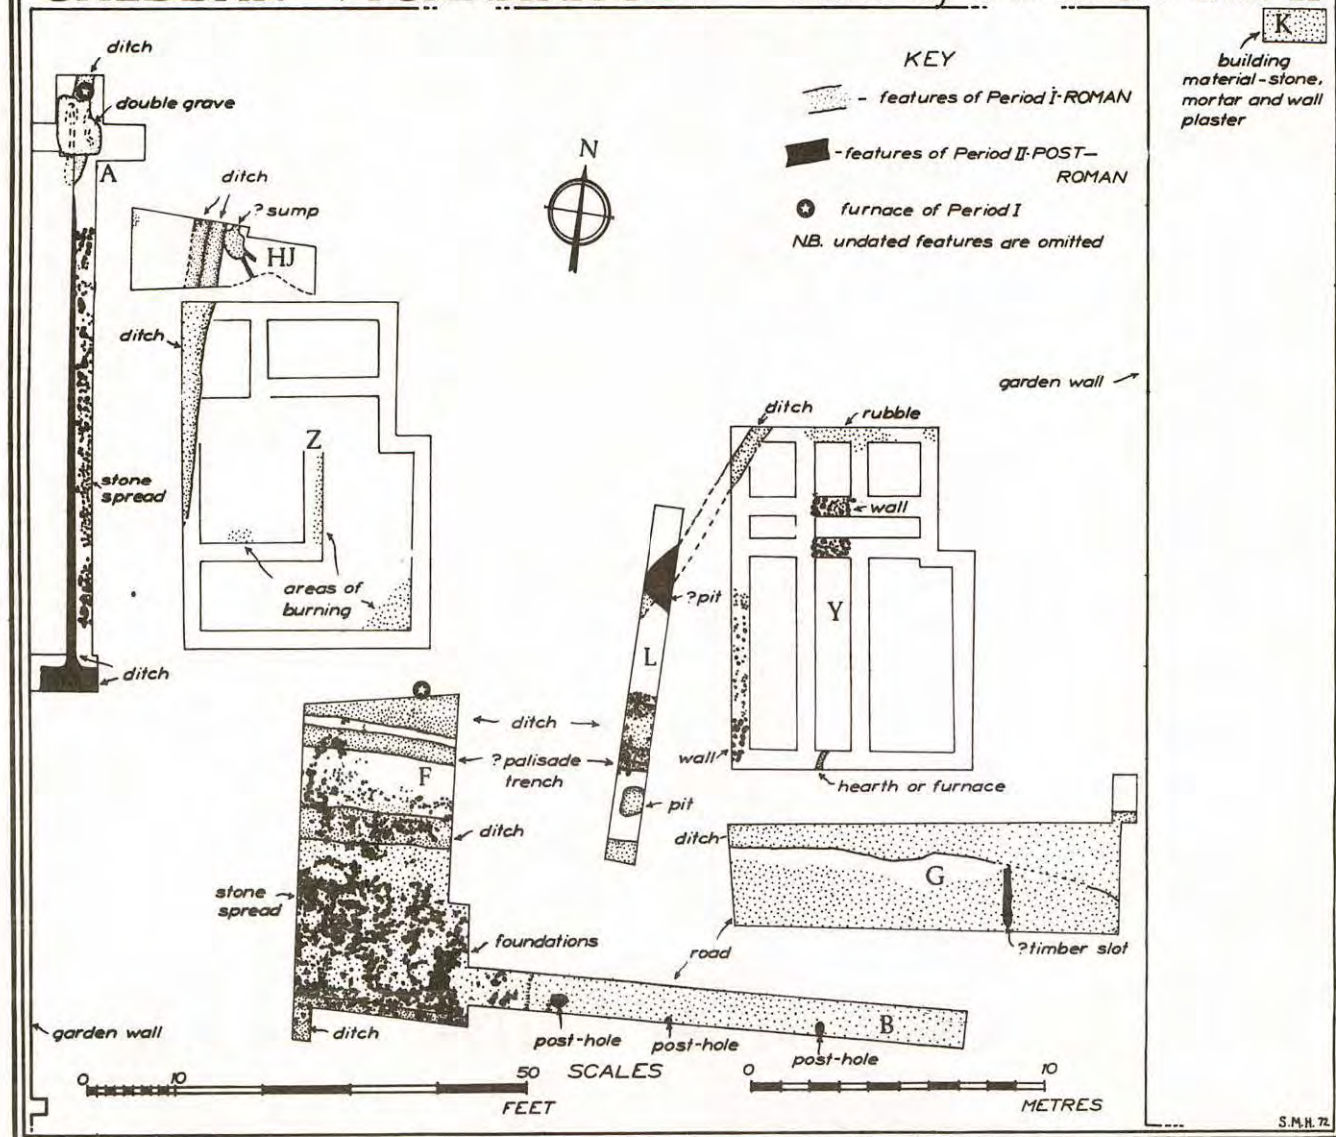 KEY
- features of Period I-ROMAN
-features of Period II-POST-
ROMAN
furnace of Period I
N.B. undated features are omitted
K
building
material-stone,
mortar and wall
plaster
N
ditch
double grave
A
ditch
? sump
HJ
ditch
Z
stone
spread
areas of
burning
ditch
garden wall
ditch
rubble
wall
? pit
Y
L
wall
hearth or furnace
ditch
? palisade
trench
F
pit
ditch
ditch
G
stone
spread
foundations
road
? timber slot
B
garden wall
ditch
post-hole
post-hole
post-hole
0
10
50
SCALES
0
10
FEET
METRES
S.M.H. 72